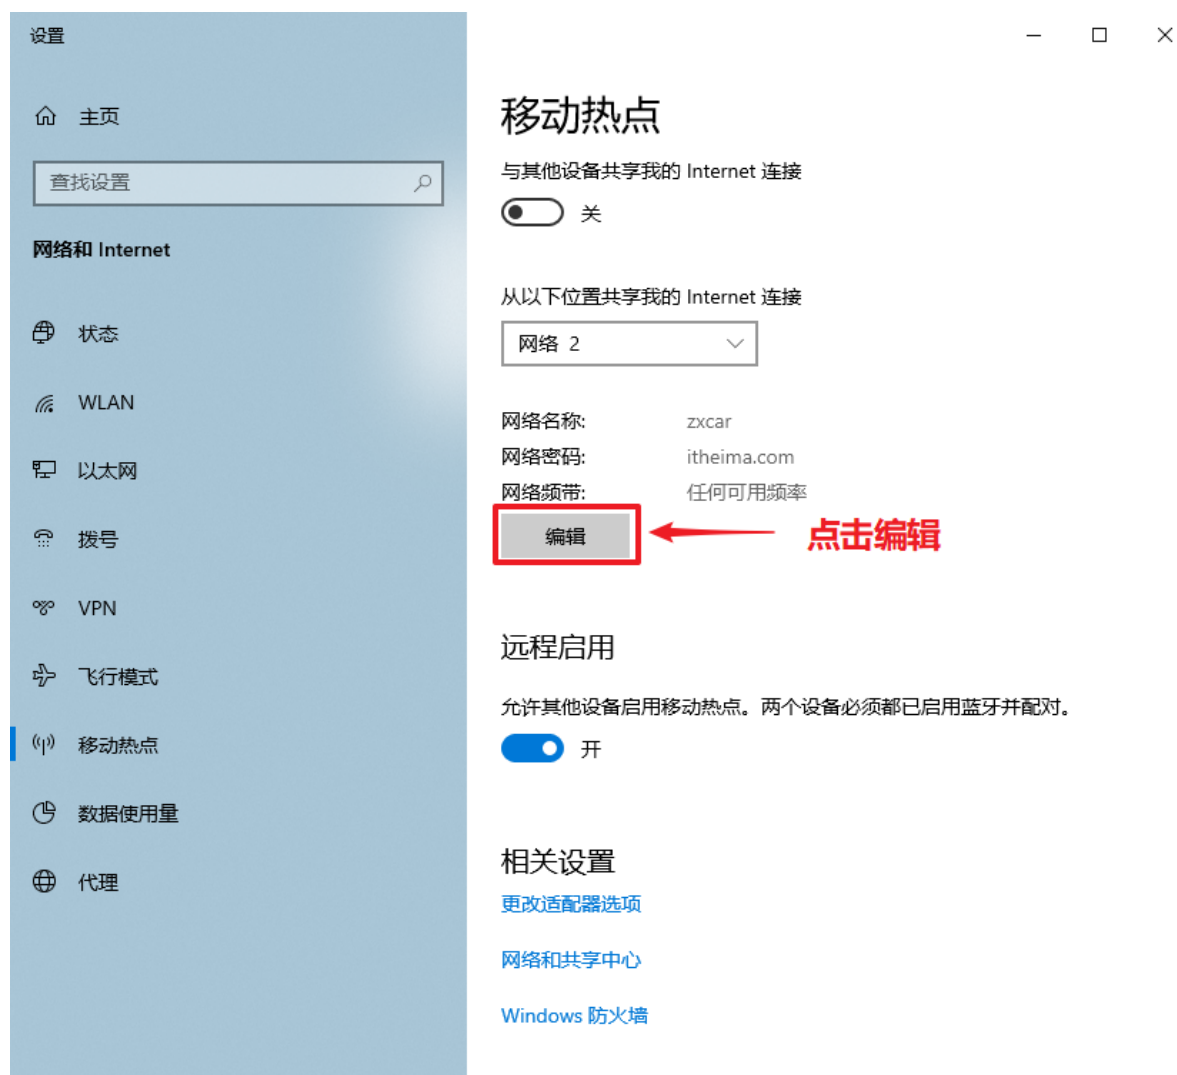 设置
主页
查找设置
网络和 Internet
状态
WLAN
以太网
拨号
VPN
飞行模式
移动热点
数据使用量
代理
移动热点
与其他设备共享我的 Internet 连接
关
从以下位置共享我的 Internet 连接
网络 2
网络名称: zxcar
网络密码: itheima.com
网络频带: 任何可用频率
编辑 点击编辑
远程启用
允许其他设备启用移动热点。两个设备必须都已启用蓝牙并配对。
开
相关设置
更改适配器选项
网络和共享中心
Windows 防火墙